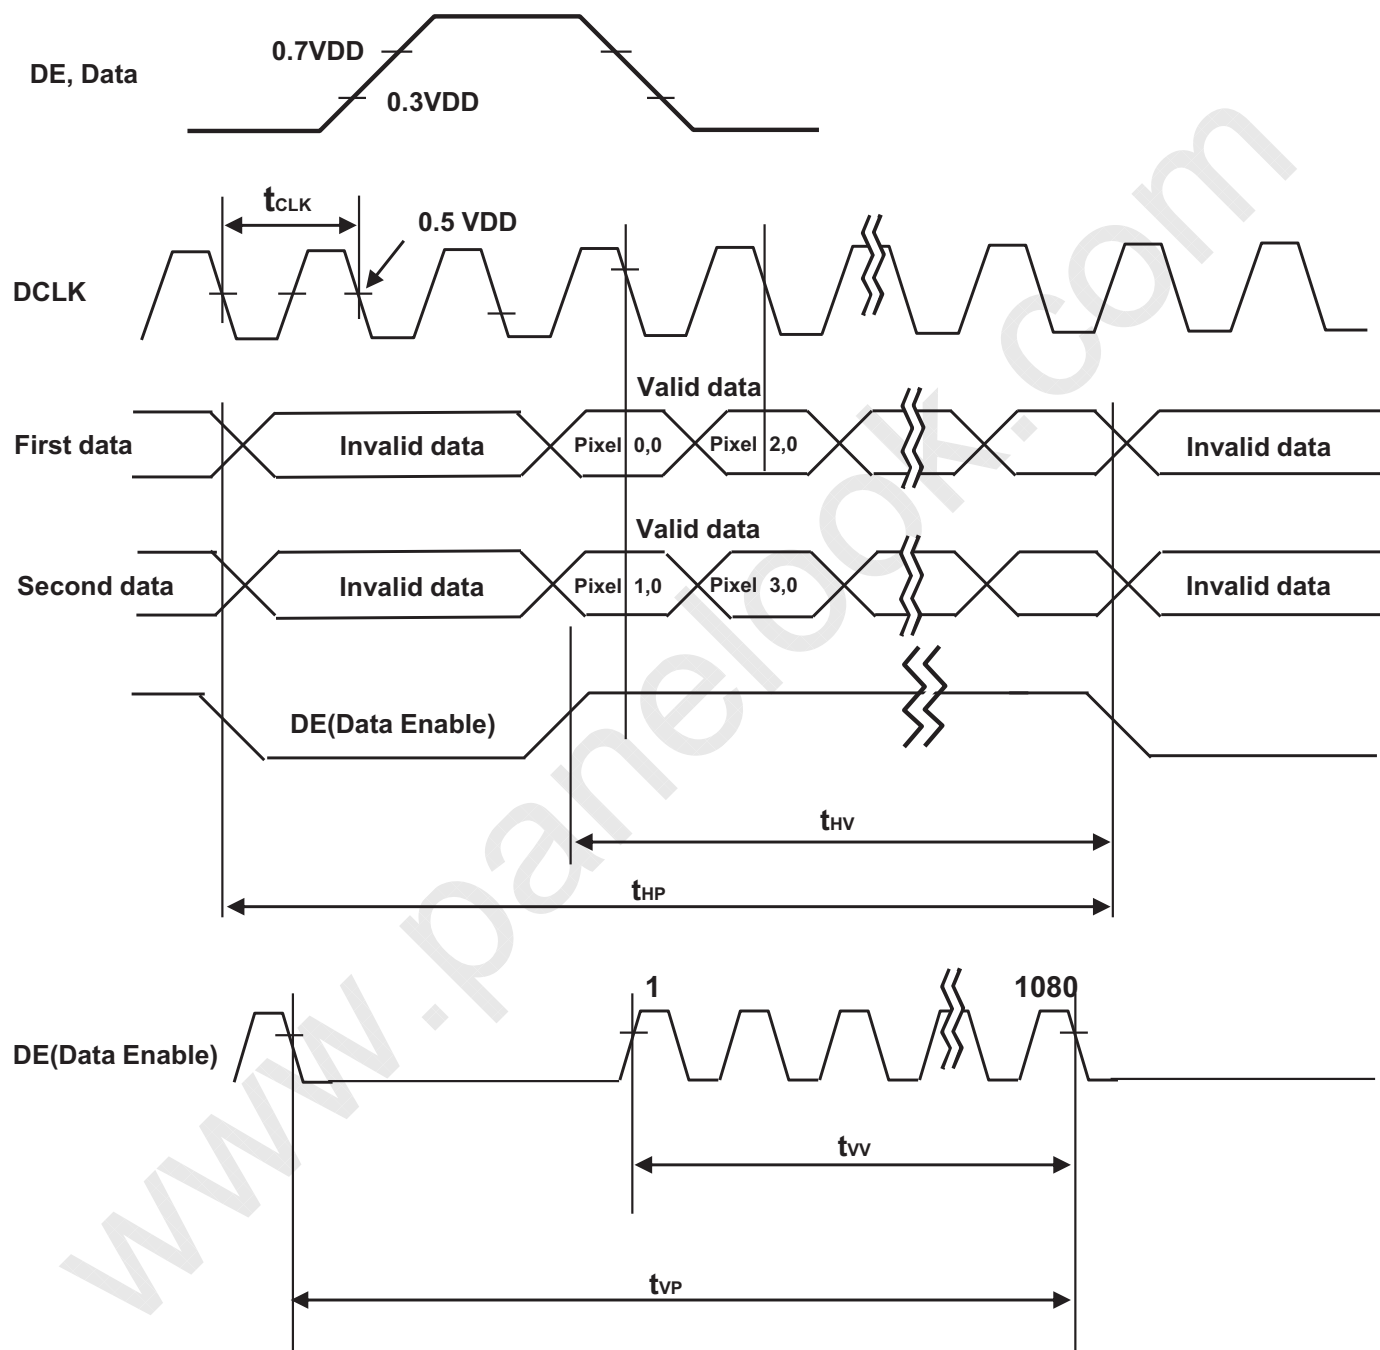 0.7VDD
DE, Data
0.3VDD
tCLK
0.5 VDD
DCLK
Valid data
First data
Invalid data
Pixel 0,0
Pixel 2,0
Invalid data
Valid data
Second data
Invalid data
Pixel 1,0
Pixel 3,0
Invalid data
DE(Data Enable)
tHV
tHP
1
1080
DE(Data Enable)
tVV
tVP
www.panelook.com